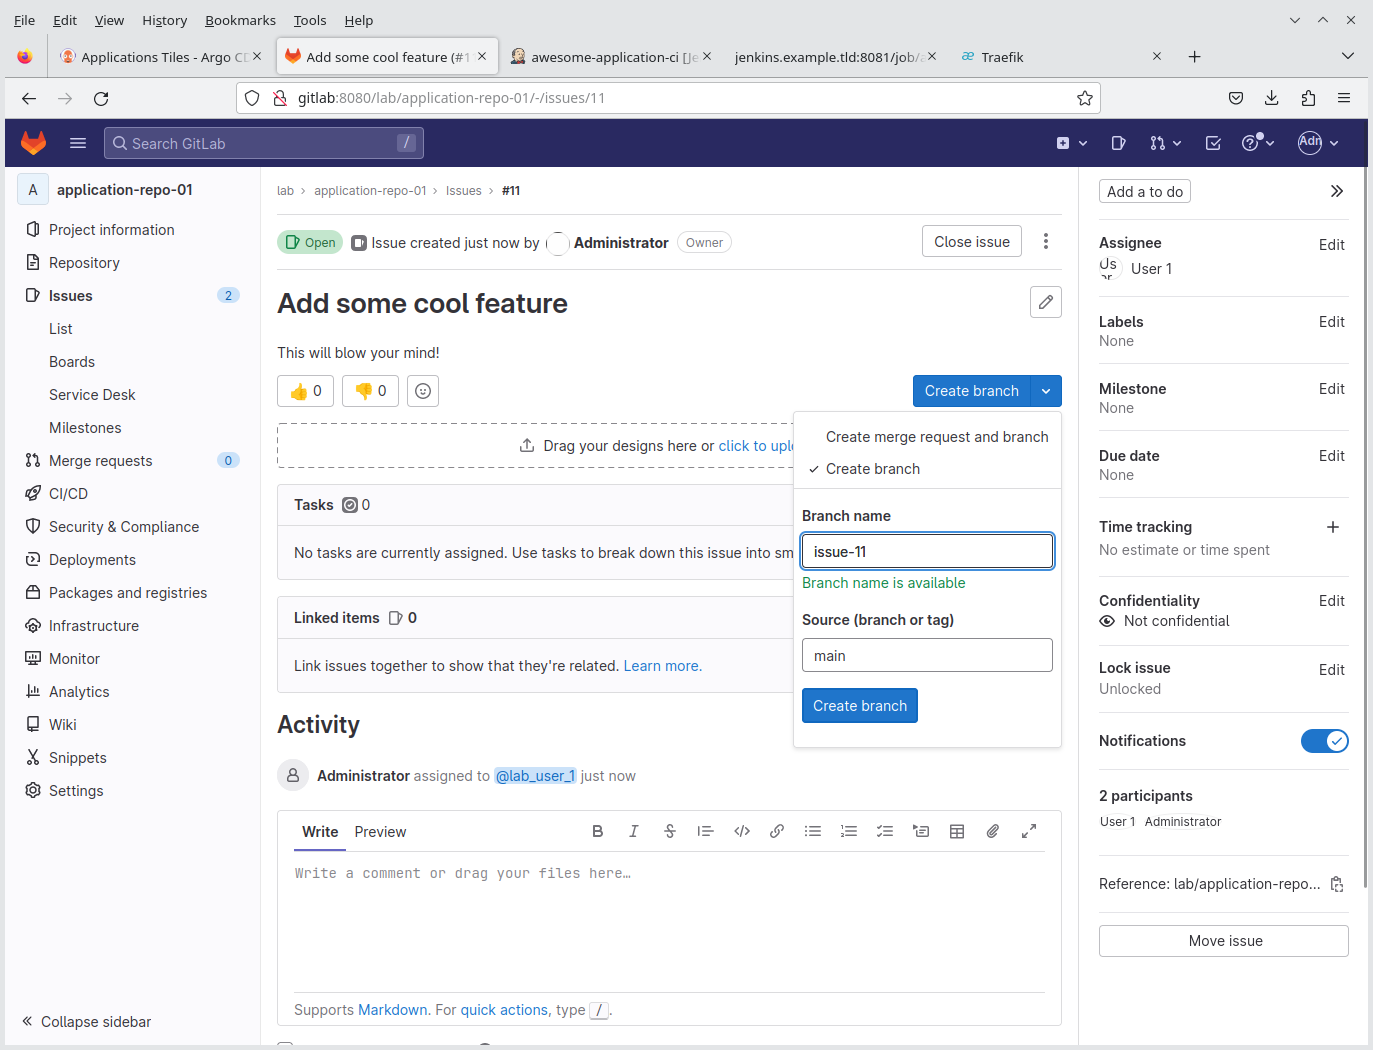 File Edit View History Bookmarks Tools Help
Applications Tiles - Argo CD
Add some cool feature (#1
awesome-application-ci [Je
jenkins.example.tld:8081/job/a
Traefik
gitlab:8080/lab/application-repo-01/-/issues/11
Search GitLab /
Adn
A application-repo-01
Project information
Repository
Issues 2
List
Boards
Service Desk
Milestones
Merge requests 0
CI/CD
Security & Compliance
Deployments
Packages and registries
Infrastructure
Monitor
Analytics
Wiki
Snippets
Settings
Collapse sidebar
lab › application-repo-01 › Issues › #11
Open Issue created just now by Administrator Owner
Close issue
Add some cool feature
This will blow your mind!
0 0
Create branch
Drag your designs here or click to uplo
Create merge request and branch
Create branch
Branch name
issue-11
Branch name is available
Source (branch or tag)
main
Create branch
Tasks 0
No tasks are currently assigned. Use tasks to break down this issue into sm
Linked items 0
Link issues together to show that they're related. Learn more.
Activity
Administrator assigned to @lab_user_1 just now
Write Preview
Write a comment or drag your files here…
Supports Markdown. For quick actions, type /.
Add a to do
Assignee Edit
User 1
Labels Edit
None
Milestone Edit
None
Due date Edit
None
Time tracking
No estimate or time spent
Confidentiality Edit
Not confidential
Lock issue Edit
Unlocked
Notifications
2 participants
User 1 Administrator
Reference: lab/application-repo...
Move issue